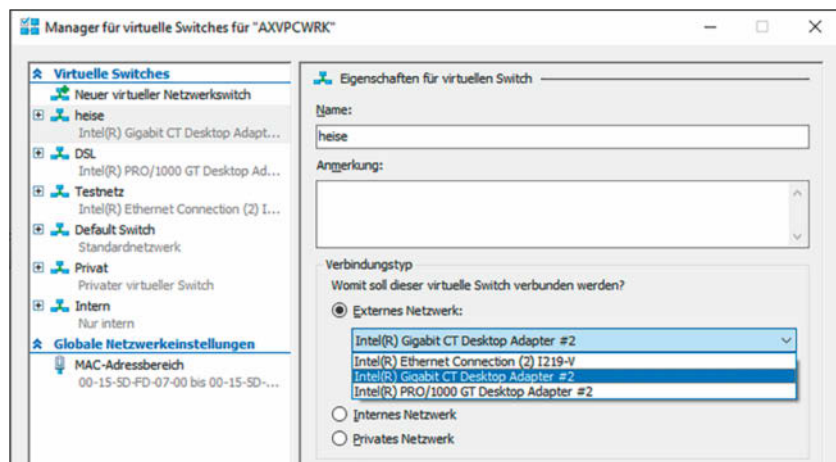 Manager für virtuelle Switches für "AXVPCWRK"
Virtuelle Switches
Neuer virtueller Netzwerkswitch
heise
Intel(R) Gigabit CT Desktop Adapt...
DSL
Intel(R) PRO/1000 GT Desktop Ad...
Testnetz
Intel(R) Ethernet Connection (2) I...
Default Switch
Standardnetzwerk
Privat
Privater virtueller Switch
Intern
Nur intern
Globale Netzwerkeinstellungen
MAC-Adressbereich
00-15-5D-FD-07-00 bis 00-15-5D-...
Eigenschaften für virtuellen Switch
Name:
heise
Anmerkung:
Verbindungstyp
Womit soll dieser virtuelle Switch verbunden werden?
Externes Netzwerk:
Intel(R) Gigabit CT Desktop Adapter #2
Intel(R) Ethernet Connection (2) I219-V
Intel(R) Gigabit CT Desktop Adapter #2
Intel(R) PRO/1000 GT Desktop Adapter #2
Internes Netzwerk
Privates Netzwerk